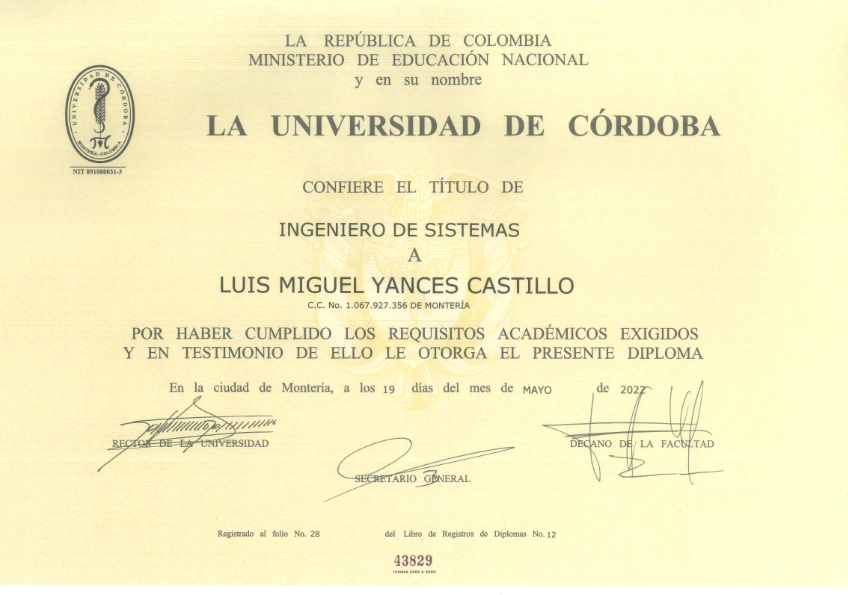 LA REPÚBLICA DE COLOMBIA
MINISTERIO DE EDUCACIÓN NACIONAL
y en su nombre
UNIVERSIDAD DE CÓRDOBA
MONTERÍA-COLOMBIA
NIT 891080031-3
LA UNIVERSIDAD DE CÓRDOBA
CONFIERE EL TÍTULO DE
INGENIERO DE SISTEMAS
A
LUIS MIGUEL YANCES CASTILLO
C.C. No. 1.067.927.356 DE MONTERÍA
POR HABER CUMPLIDO LOS REQUISITOS ACADÉMICOS EXIGIDOS
Y EN TESTIMONIO DE ELLO LE OTORGA EL PRESENTE DIPLOMA
En la ciudad de Montería, a los 19 días del mes de MAYO de 2022
RECTOR DE LA UNIVERSIDAD
DECANO DE LA FACULTAD
SECRETARIO GENERAL
Registrado al folio No. 28 del Libro de Registros de Diplomas No. 12
43829